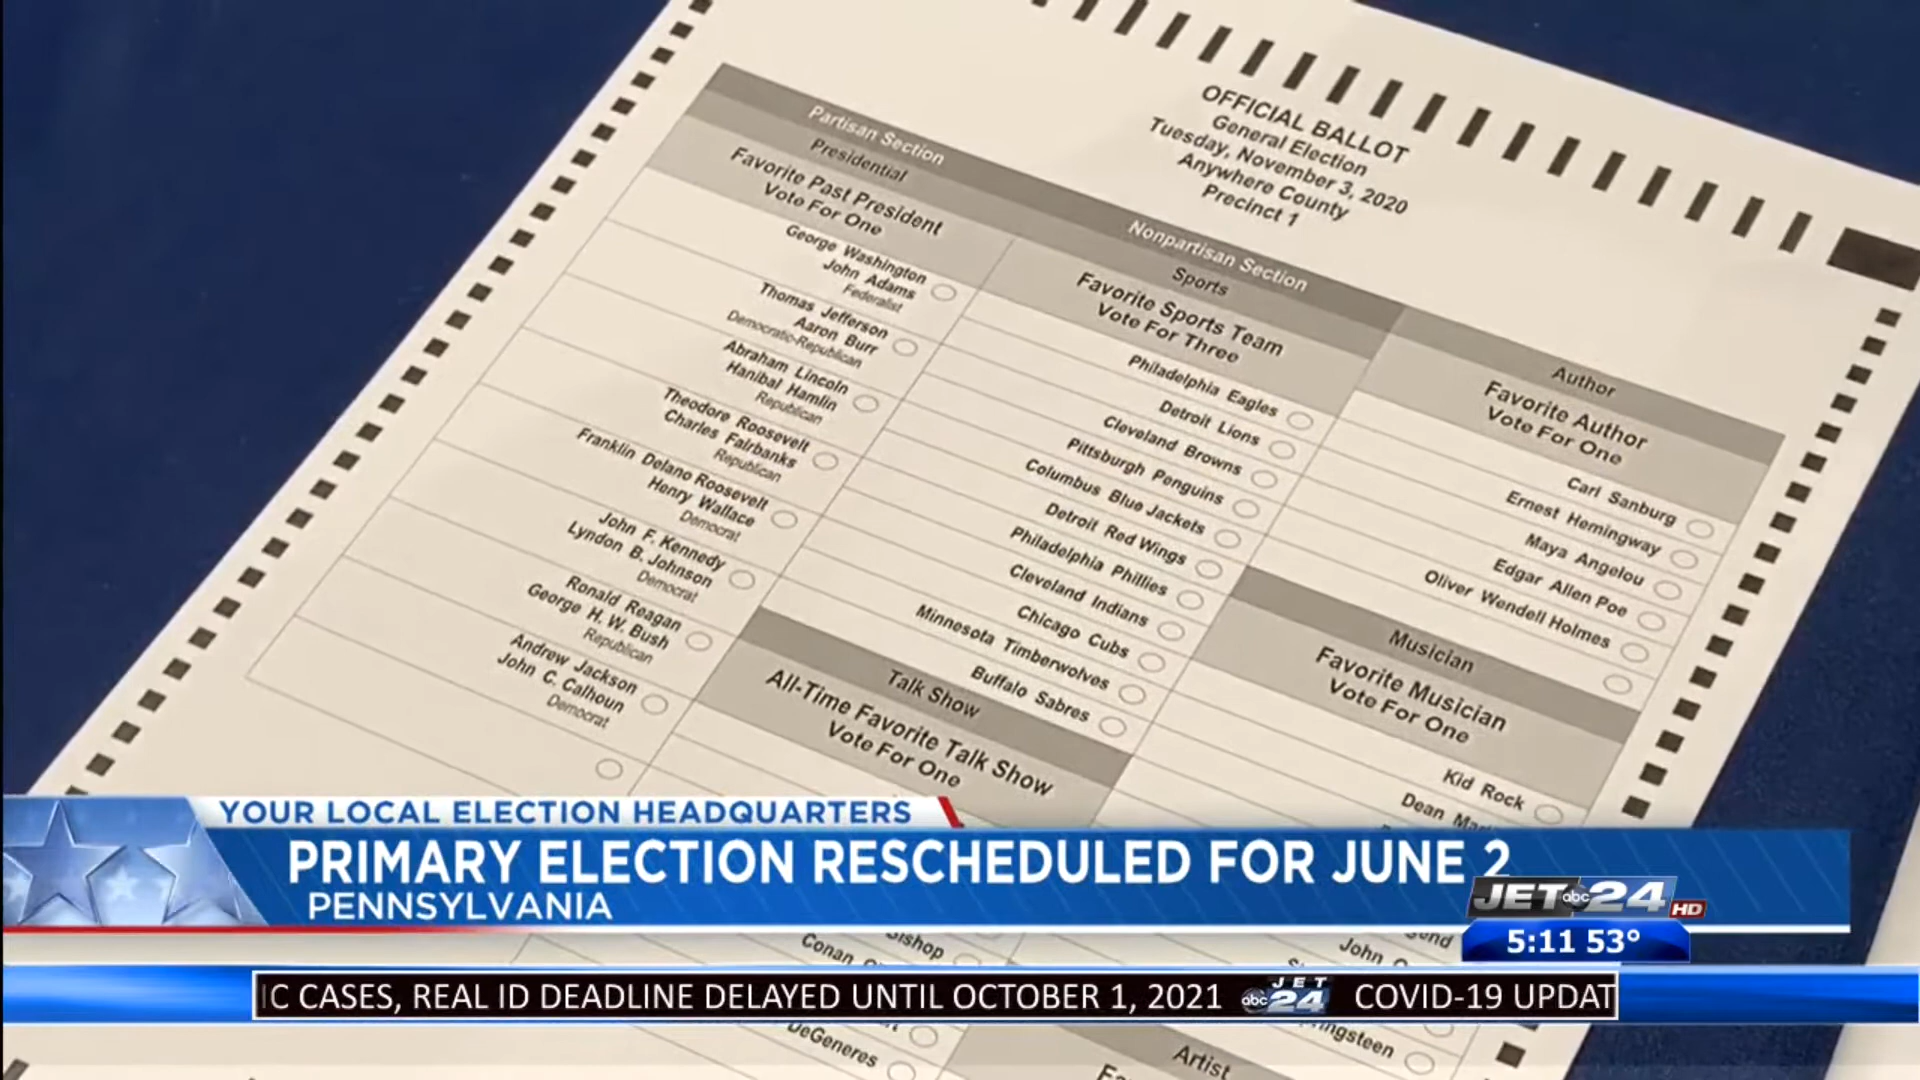 OFFICIAL BALLOT
General Election
Tuesday, November 3, 2020
Anywhere County
Precinct 1
Partisan Section
Presidential
Favorite Past President
Vote For One
George Washington
John Adams
Federalist
Thomas Jefferson
Aaron Burr
Democratic-Republican
Abraham Lincoln
Hanibal Hamlin
Republican
Theodore Roosevelt
Charles Fairbanks
Republican
Franklin Delano Roosevelt
Henry Wallace
Democrat
John F. Kennedy
Lyndon B. Johnson
Democrat
Ronald Reagan
George H. W. Bush
Republican
Andrew Jackson
John C. Calhoun
Democrat
Nonpartisan Section
Sports
Favorite Sports Team
Vote For Three
Philadelphia Eagles
Detroit Lions
Cleveland Browns
Pittsburgh Penguins
Columbus Blue Jackets
Detroit Red Wings
Philadelphia Phillies
Cleveland Indians
Chicago Cubs
Minnesota Timberwolves
Buffalo Sabres
Talk Show
All-Time Favorite Talk Show
Vote For One
Conan
DeGeneres
Author
Favorite Author
Vote For One
Carl Sanburg
Ernest Hemingway
Maya Angelou
Edgar Allen Poe
Oliver Wendell Holmes
Musician
Favorite Musician
Vote For One
Kid Rock
Dean
John
Artist
YOUR LOCAL ELECTION HEADQUARTERS
PRIMARY ELECTION RESCHEDULED FOR JUNE 2
PENNSYLVANIA
JET abc 24 HD
5:11 53°
IC CASES, REAL ID DEADLINE DELAYED UNTIL OCTOBER 1, 2021 JET abc 24 COVID-19 UPDAT